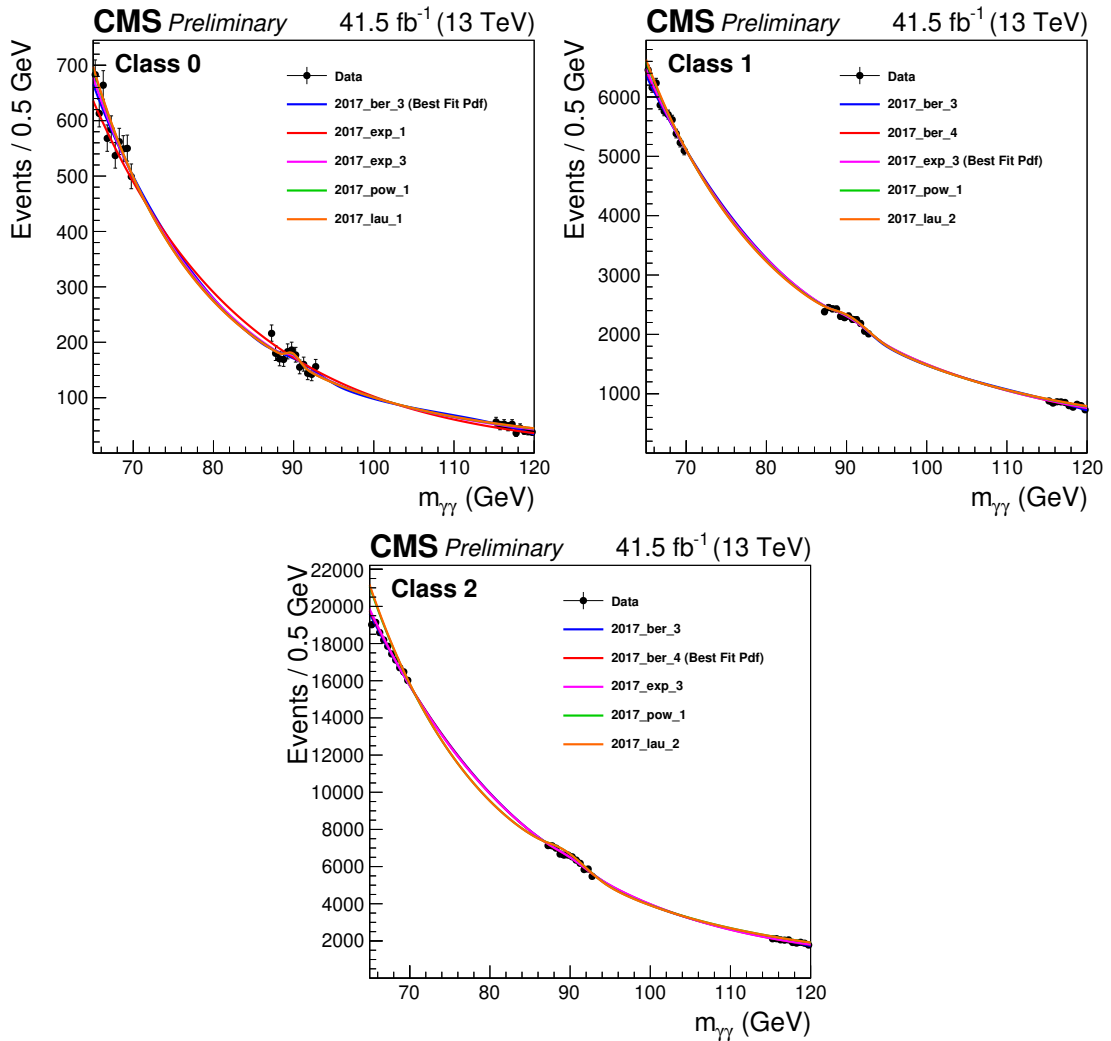 CMS Preliminary 41.5 fb⁻¹ (13 TeV)
Class 0
Events / 0.5 GeV
700
600
500
400
300
200
100
70 80 90 100 110 120
mγγ (GeV)
Data
2017_ber_3 (Best Fit Pdf)
2017_exp_1
2017_exp_3
2017_pow_1
2017_lau_1
CMS Preliminary 41.5 fb⁻¹ (13 TeV)
Class 1
Events / 0.5 GeV
6000
5000
4000
3000
2000
1000
70 80 90 100 110 120
mγγ (GeV)
Data
2017_ber_3
2017_ber_4
2017_exp_3 (Best Fit Pdf)
2017_pow_1
2017_lau_2
CMS Preliminary 41.5 fb⁻¹ (13 TeV)
Class 2
Events / 0.5 GeV
22000
20000
18000
16000
14000
12000
10000
8000
6000
4000
2000
70 80 90 100 110 120
mγγ (GeV)
Data
2017_ber_3
2017_ber_4 (Best Fit Pdf)
2017_exp_3
2017_pow_1
2017_lau_2